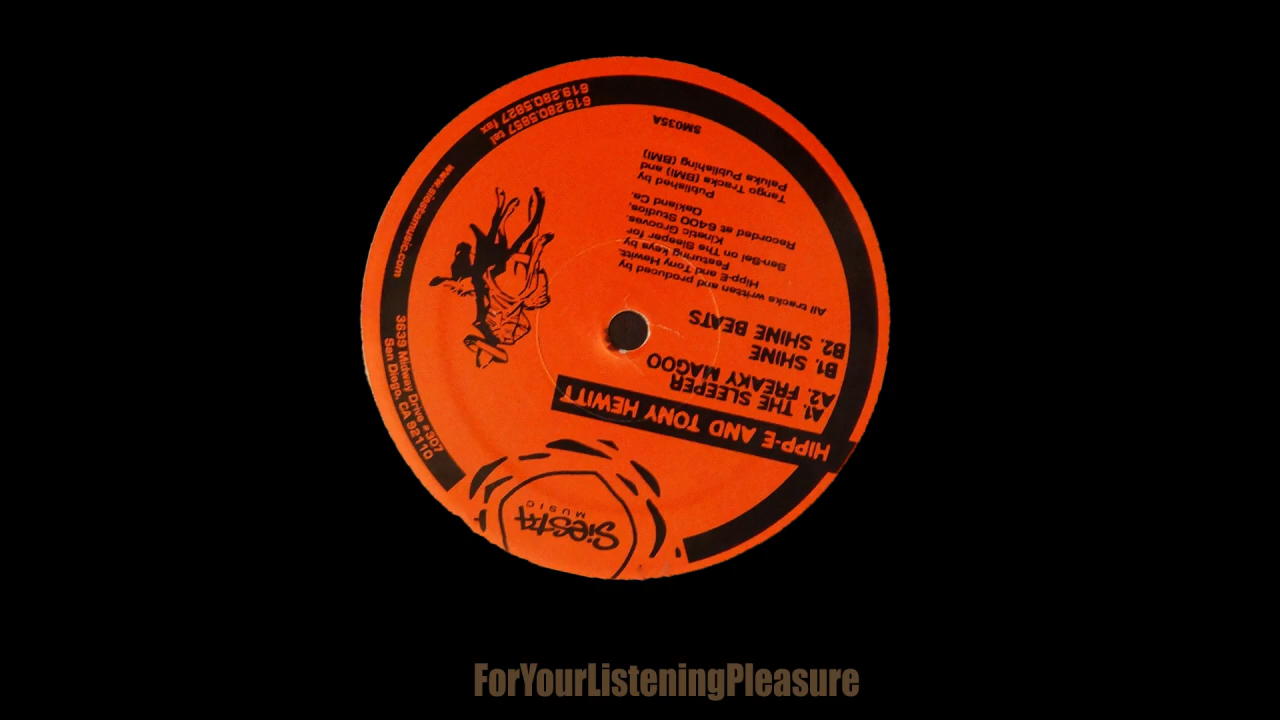 Siesta
MUSIC
HIPP-E AND TONY HEWITT
A1. THE SLEEPER
A2. FREAKY MAGOO
B1. SHINE
B2. SHINE BEATS
All tracks written and produced by
Hipp-E and Tony Hewitt.
Featuring keys by
Sen-Sei on The Sleeper for
Kinetic Grooves.
Recorded at 6400 Studios,
Oakland Ca.
Published by
Tango Tracks (BMI) and
Paluka Publishing (BMI)
SM035A
3639 Midway Drive #307
San Diego, CA 92110
www.siestamusic.com
619.280.5857 tel
619.280.5827 fax
ForYourListeningPleasure